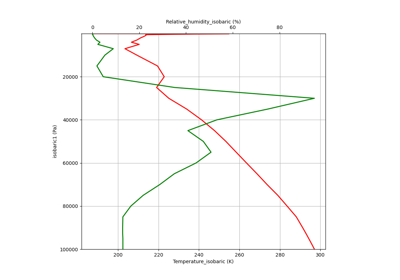 Relative_humidity_isobaric (%)
0 20 40 60 80
20000
40000
60000
80000
100000
isobaric1 (Pa)
200 220 240 260 280 300
Temperature_isobaric (K)